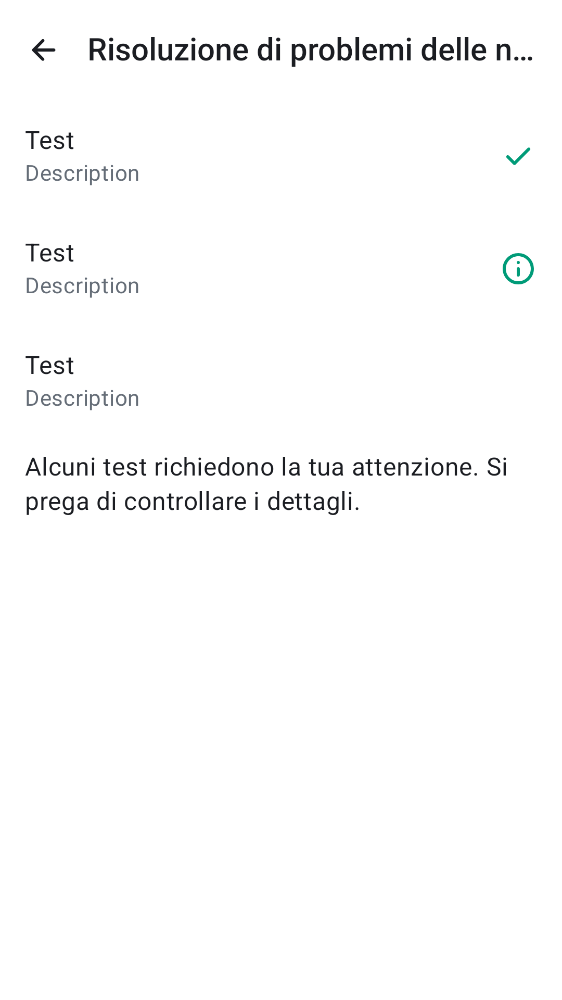 Risoluzione di problemi delle n...
Test
Description
Test
Description
Test
Description
Alcuni test richiedono la tua attenzione. Si
prega di controllare i dettagli.